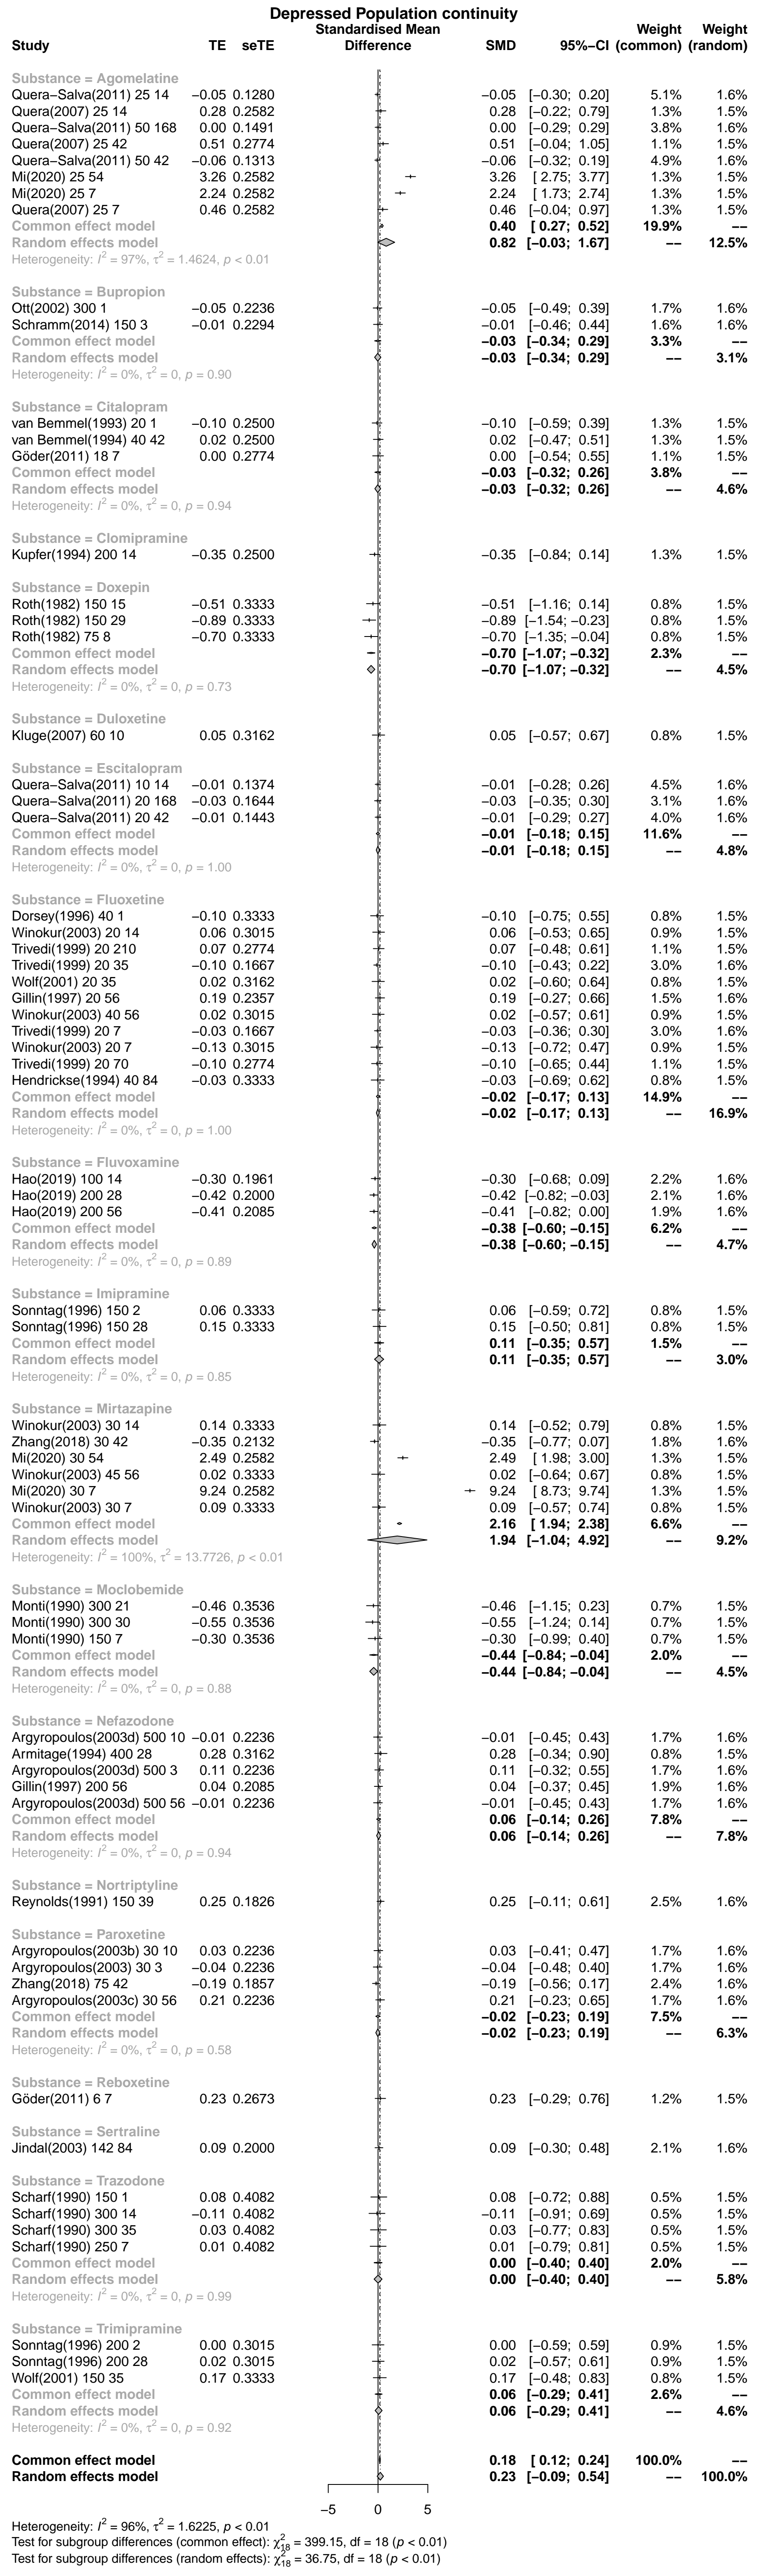 Depressed Population continuity
Standardised Mean Weight Weight
Study TE seTE Difference SMD 95%−CI (common) (random)
Substance = Agomelatine
Quera−Salva(2011) 25 14 −0.05 0.1280 −0.05 [−0.30; 0.20] 5.1% 1.6%
Quera(2007) 25 14 0.28 0.2582 0.28 [−0.22; 0.79] 1.3% 1.5%
Quera−Salva(2011) 50 168 0.00 0.1491 0.00 [−0.29; 0.29] 3.8% 1.6%
Quera(2007) 25 42 0.51 0.2774 0.51 [−0.04; 1.05] 1.1% 1.5%
Quera−Salva(2011) 50 42 −0.06 0.1313 −0.06 [−0.32; 0.19] 4.9% 1.6%
Mi(2020) 25 54 3.26 0.2582 3.26 [ 2.75; 3.77] 1.3% 1.5%
Mi(2020) 25 7 2.24 0.2582 2.24 [ 1.73; 2.74] 1.3% 1.5%
Quera(2007) 25 7 0.46 0.2582 0.46 [−0.04; 0.97] 1.3% 1.5%
Common effect model 0.40 [ 0.27; 0.52] 19.9% −−
Random effects model 0.82 [−0.03; 1.67] −− 12.5%
Heterogeneity: I² = 97%, τ² = 1.4624, p < 0.01
Substance = Bupropion
Ott(2002) 300 1 −0.05 0.2236 −0.05 [−0.49; 0.39] 1.7% 1.6%
Schramm(2014) 150 3 −0.01 0.2294 −0.01 [−0.46; 0.44] 1.6% 1.6%
Common effect model −0.03 [−0.34; 0.29] 3.3% −−
Random effects model −0.03 [−0.34; 0.29] −− 3.1%
Heterogeneity: I² = 0%, τ² = 0, p = 0.90
Substance = Citalopram
van Bemmel(1993) 20 1 −0.10 0.2500 −0.10 [−0.59; 0.39] 1.3% 1.5%
van Bemmel(1994) 40 42 0.02 0.2500 0.02 [−0.47; 0.51] 1.3% 1.5%
Göder(2011) 18 7 0.00 0.2774 0.00 [−0.54; 0.55] 1.1% 1.5%
Common effect model −0.03 [−0.32; 0.26] 3.8% −−
Random effects model −0.03 [−0.32; 0.26] −− 4.6%
Heterogeneity: I² = 0%, τ² = 0, p = 0.94
Substance = Clomipramine
Kupfer(1994) 200 14 −0.35 0.2500 −0.35 [−0.84; 0.14] 1.3% 1.5%
Substance = Doxepin
Roth(1982) 150 15 −0.51 0.3333 −0.51 [−1.16; 0.14] 0.8% 1.5%
Roth(1982) 150 29 −0.89 0.3333 −0.89 [−1.54; −0.23] 0.8% 1.5%
Roth(1982) 75 8 −0.70 0.3333 −0.70 [−1.35; −0.04] 0.8% 1.5%
Common effect model −0.70 [−1.07; −0.32] 2.3% −−
Random effects model −0.70 [−1.07; −0.32] −− 4.5%
Heterogeneity: I² = 0%, τ² = 0, p = 0.73
Substance = Duloxetine
Kluge(2007) 60 10 0.05 0.3162 0.05 [−0.57; 0.67] 0.8% 1.5%
Substance = Escitalopram
Quera−Salva(2011) 10 14 −0.01 0.1374 −0.01 [−0.28; 0.26] 4.5% 1.6%
Quera−Salva(2011) 20 168 −0.03 0.1644 −0.03 [−0.35; 0.30] 3.1% 1.6%
Quera−Salva(2011) 20 42 −0.01 0.1443 −0.01 [−0.29; 0.27] 4.0% 1.6%
Common effect model −0.01 [−0.18; 0.15] 11.6% −−
Random effects model −0.01 [−0.18; 0.15] −− 4.8%
Heterogeneity: I² = 0%, τ² = 0, p = 1.00
Substance = Fluoxetine
Dorsey(1996) 40 1 −0.10 0.3333 −0.10 [−0.75; 0.55] 0.8% 1.5%
Winokur(2003) 20 14 0.06 0.3015 0.06 [−0.53; 0.65] 0.9% 1.5%
Trivedi(1999) 20 210 0.07 0.2774 0.07 [−0.48; 0.61] 1.1% 1.5%
Trivedi(1999) 20 35 −0.10 0.1667 −0.10 [−0.43; 0.22] 3.0% 1.6%
Wolf(2001) 20 35 0.02 0.3162 0.02 [−0.60; 0.64] 0.8% 1.5%
Gillin(1997) 20 56 0.19 0.2357 0.19 [−0.27; 0.66] 1.5% 1.6%
Winokur(2003) 40 56 0.02 0.3015 0.02 [−0.57; 0.61] 0.9% 1.5%
Trivedi(1999) 20 7 −0.03 0.1667 −0.03 [−0.36; 0.30] 3.0% 1.6%
Winokur(2003) 20 7 −0.13 0.3015 −0.13 [−0.72; 0.47] 0.9% 1.5%
Trivedi(1999) 20 70 −0.10 0.2774 −0.10 [−0.65; 0.44] 1.1% 1.5%
Hendrickse(1994) 40 84 −0.03 0.3333 −0.03 [−0.69; 0.62] 0.8% 1.5%
Common effect model −0.02 [−0.17; 0.13] 14.9% −−
Random effects model −0.02 [−0.17; 0.13] −− 16.9%
Heterogeneity: I² = 0%, τ² = 0, p = 1.00
Substance = Fluvoxamine
Hao(2019) 100 14 −0.30 0.1961 −0.30 [−0.68; 0.09] 2.2% 1.6%
Hao(2019) 200 28 −0.42 0.2000 −0.42 [−0.82; −0.03] 2.1% 1.6%
Hao(2019) 200 56 −0.41 0.2085 −0.41 [−0.82; 0.00] 1.9% 1.6%
Common effect model −0.38 [−0.60; −0.15] 6.2% −−
Random effects model −0.38 [−0.60; −0.15] −− 4.7%
Heterogeneity: I² = 0%, τ² = 0, p = 0.89
Substance = Imipramine
Sonntag(1996) 150 2 0.06 0.3333 0.06 [−0.59; 0.72] 0.8% 1.5%
Sonntag(1996) 150 28 0.15 0.3333 0.15 [−0.50; 0.81] 0.8% 1.5%
Common effect model 0.11 [−0.35; 0.57] 1.5% −−
Random effects model 0.11 [−0.35; 0.57] −− 3.0%
Heterogeneity: I² = 0%, τ² = 0, p = 0.85
Substance = Mirtazapine
Winokur(2003) 30 14 0.14 0.3333 0.14 [−0.52; 0.79] 0.8% 1.5%
Zhang(2018) 30 42 −0.35 0.2132 −0.35 [−0.77; 0.07] 1.8% 1.6%
Mi(2020) 30 54 2.49 0.2582 2.49 [ 1.98; 3.00] 1.3% 1.5%
Winokur(2003) 45 56 0.02 0.3333 0.02 [−0.64; 0.67] 0.8% 1.5%
Mi(2020) 30 7 9.24 0.2582 9.24 [ 8.73; 9.74] 1.3% 1.5%
Winokur(2003) 30 7 0.09 0.3333 0.09 [−0.57; 0.74] 0.8% 1.5%
Common effect model 2.16 [ 1.94; 2.38] 6.6% −−
Random effects model 1.94 [−1.04; 4.92] −− 9.2%
Heterogeneity: I² = 100%, τ² = 13.7726, p < 0.01
Substance = Moclobemide
Monti(1990) 300 21 −0.46 0.3536 −0.46 [−1.15; 0.23] 0.7% 1.5%
Monti(1990) 300 30 −0.55 0.3536 −0.55 [−1.24; 0.14] 0.7% 1.5%
Monti(1990) 150 7 −0.30 0.3536 −0.30 [−0.99; 0.40] 0.7% 1.5%
Common effect model −0.44 [−0.84; −0.04] 2.0% −−
Random effects model −0.44 [−0.84; −0.04] −− 4.5%
Heterogeneity: I² = 0%, τ² = 0, p = 0.88
Substance = Nefazodone
Argyropoulos(2003d) 500 10 −0.01 0.2236 −0.01 [−0.45; 0.43] 1.7% 1.6%
Armitage(1994) 400 28 0.28 0.3162 0.28 [−0.34; 0.90] 0.8% 1.5%
Argyropoulos(2003d) 500 3 0.11 0.2236 0.11 [−0.32; 0.55] 1.7% 1.6%
Gillin(1997) 200 56 0.04 0.2085 0.04 [−0.37; 0.45] 1.9% 1.6%
Argyropoulos(2003d) 500 56 −0.01 0.2236 −0.01 [−0.45; 0.43] 1.7% 1.6%
Common effect model 0.06 [−0.14; 0.26] 7.8% −−
Random effects model 0.06 [−0.14; 0.26] −− 7.8%
Heterogeneity: I² = 0%, τ² = 0, p = 0.94
Substance = Nortriptyline
Reynolds(1991) 150 39 0.25 0.1826 0.25 [−0.11; 0.61] 2.5% 1.6%
Substance = Paroxetine
Argyropoulos(2003b) 30 10 0.03 0.2236 0.03 [−0.41; 0.47] 1.7% 1.6%
Argyropoulos(2003) 30 3 −0.04 0.2236 −0.04 [−0.48; 0.40] 1.7% 1.6%
Zhang(2018) 75 42 −0.19 0.1857 −0.19 [−0.56; 0.17] 2.4% 1.6%
Argyropoulos(2003c) 30 56 0.21 0.2236 0.21 [−0.23; 0.65] 1.7% 1.6%
Common effect model −0.02 [−0.23; 0.19] 7.5% −−
Random effects model −0.02 [−0.23; 0.19] −− 6.3%
Heterogeneity: I² = 0%, τ² = 0, p = 0.58
Substance = Reboxetine
Göder(2011) 6 7 0.23 0.2673 0.23 [−0.29; 0.76] 1.2% 1.5%
Substance = Sertraline
Jindal(2003) 142 84 0.09 0.2000 0.09 [−0.30; 0.48] 2.1% 1.6%
Substance = Trazodone
Scharf(1990) 150 1 0.08 0.4082 0.08 [−0.72; 0.88] 0.5% 1.5%
Scharf(1990) 300 14 −0.11 0.4082 −0.11 [−0.91; 0.69] 0.5% 1.5%
Scharf(1990) 300 35 0.03 0.4082 0.03 [−0.77; 0.83] 0.5% 1.5%
Scharf(1990) 250 7 0.01 0.4082 0.01 [−0.79; 0.81] 0.5% 1.5%
Common effect model 0.00 [−0.40; 0.40] 2.0% −−
Random effects model 0.00 [−0.40; 0.40] −− 5.8%
Heterogeneity: I² = 0%, τ² = 0, p = 0.99
Substance = Trimipramine
Sonntag(1996) 200 2 0.00 0.3015 0.00 [−0.59; 0.59] 0.9% 1.5%
Sonntag(1996) 200 28 0.02 0.3015 0.02 [−0.57; 0.61] 0.9% 1.5%
Wolf(2001) 150 35 0.17 0.3333 0.17 [−0.48; 0.83] 0.8% 1.5%
Common effect model 0.06 [−0.29; 0.41] 2.6% −−
Random effects model 0.06 [−0.29; 0.41] −− 4.6%
Heterogeneity: I² = 0%, τ² = 0, p = 0.92
Common effect model 0.18 [ 0.12; 0.24] 100.0% −−
Random effects model 0.23 [−0.09; 0.54] −− 100.0%
−5 0 5
Heterogeneity: I² = 96%, τ² = 1.6225, p < 0.01
Test for subgroup differences (common effect): χ²₁₈ = 399.15, df = 18 (p < 0.01)
Test for subgroup differences (random effects): χ²₁₈ = 36.75, df = 18 (p < 0.01)